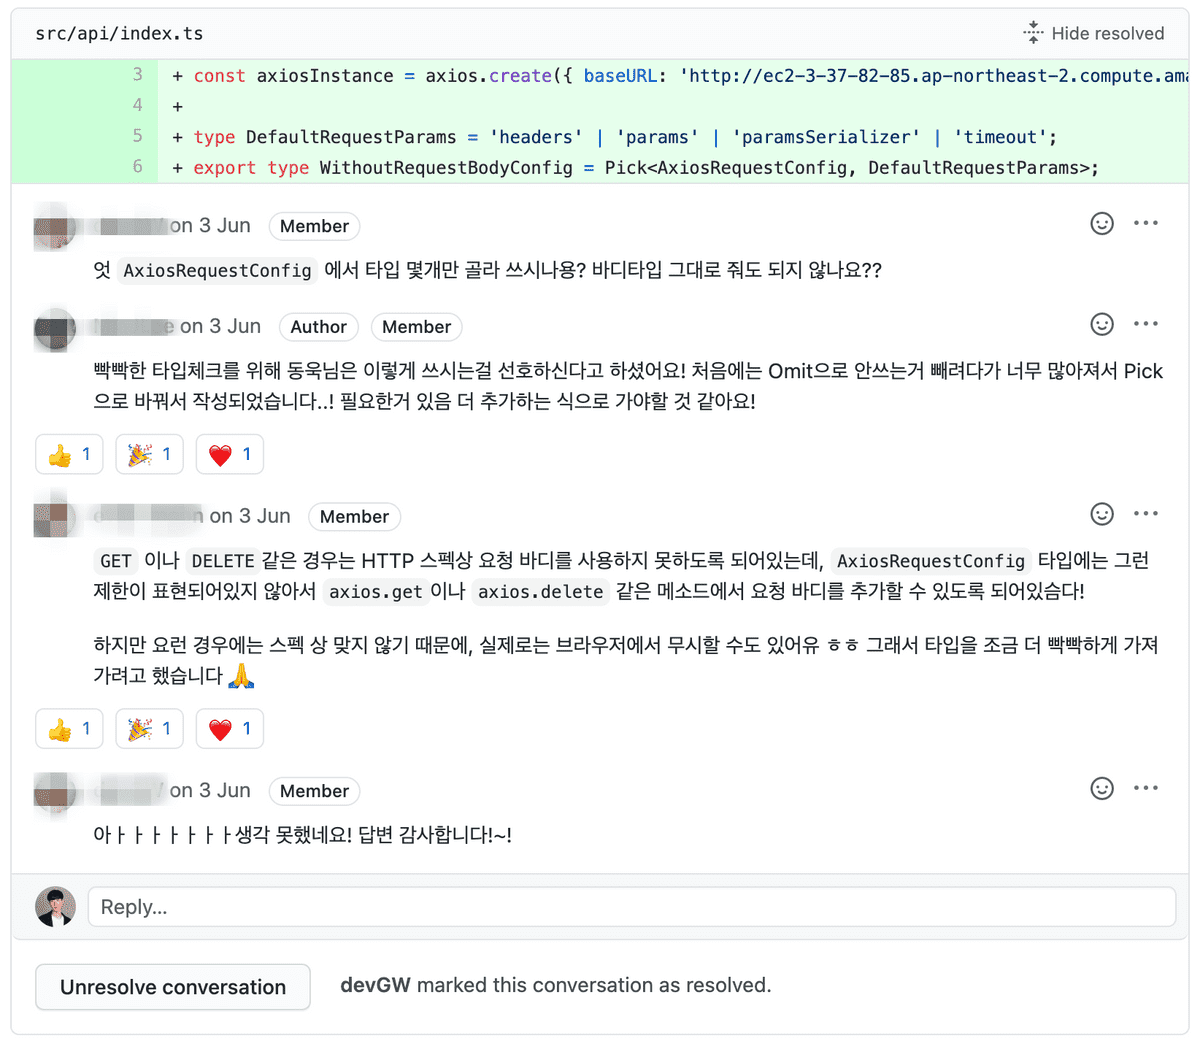 src/api/index.ts
Hide resolved
3 + const axiosInstance = axios.create({ baseURL: 'http://ec2-3-37-82-85.ap-northeast-2.compute.ama
4 +
5 + type DefaultRequestParams = 'headers' | 'params' | 'paramsSerializer' | 'timeout';
6 + export type WithoutRequestBodyConfig = Pick<AxiosRequestConfig, DefaultRequestParams>;
on 3 Jun Member
엇 AxiosRequestConfig 에서 타입 몇개만 골라 쓰시나용? 바디타입 그대로 줘도 되지 않나요??
on 3 Jun Author Member
빡빡한 타입체크를 위해 동욱님은 이렇게 쓰시는걸 선호하신다고 하셨어요! 처음에는 Omit으로 안쓰는거 빼려다가 너무 많아져서 Pick
으로 바꿔서 작성되었습니다..! 필요한거 있음 더 추가하는 식으로 가야할 것 같아요!
👍 1 🎉 1 ❤️ 1
on 3 Jun Member
GET 이나 DELETE 같은 경우는 HTTP 스펙상 요청 바디를 사용하지 못하도록 되어있는데, AxiosRequestConfig 타입에는 그런
제한이 표현되어있지 않아서 axios.get 이나 axios.delete 같은 메소드에서 요청 바디를 추가할 수 있도록 되어있슴다!
하지만 요런 경우에는 스펙 상 맞지 않기 때문에, 실제로는 브라우저에서 무시할 수도 있어유 ㅎㅎ 그래서 타입을 조금 더 빡빡하게 가져
가려고 했습니다 🙏
👍 1 🎉 1 ❤️ 1
on 3 Jun Member
아ㅏㅏㅏㅏㅏㅏㅏ생각 못했네요! 답변 감사합니다!~!
Reply...
Unresolve conversation
devGW marked this conversation as resolved.